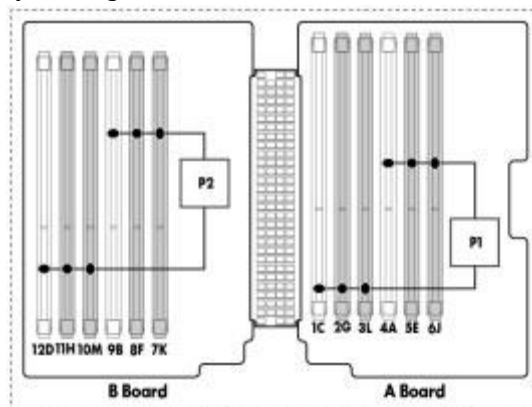 P2
P1
12D 11H 10M 9B 8F 7K
1C 2G 3L 4A 5E 6J
B Board
A Board